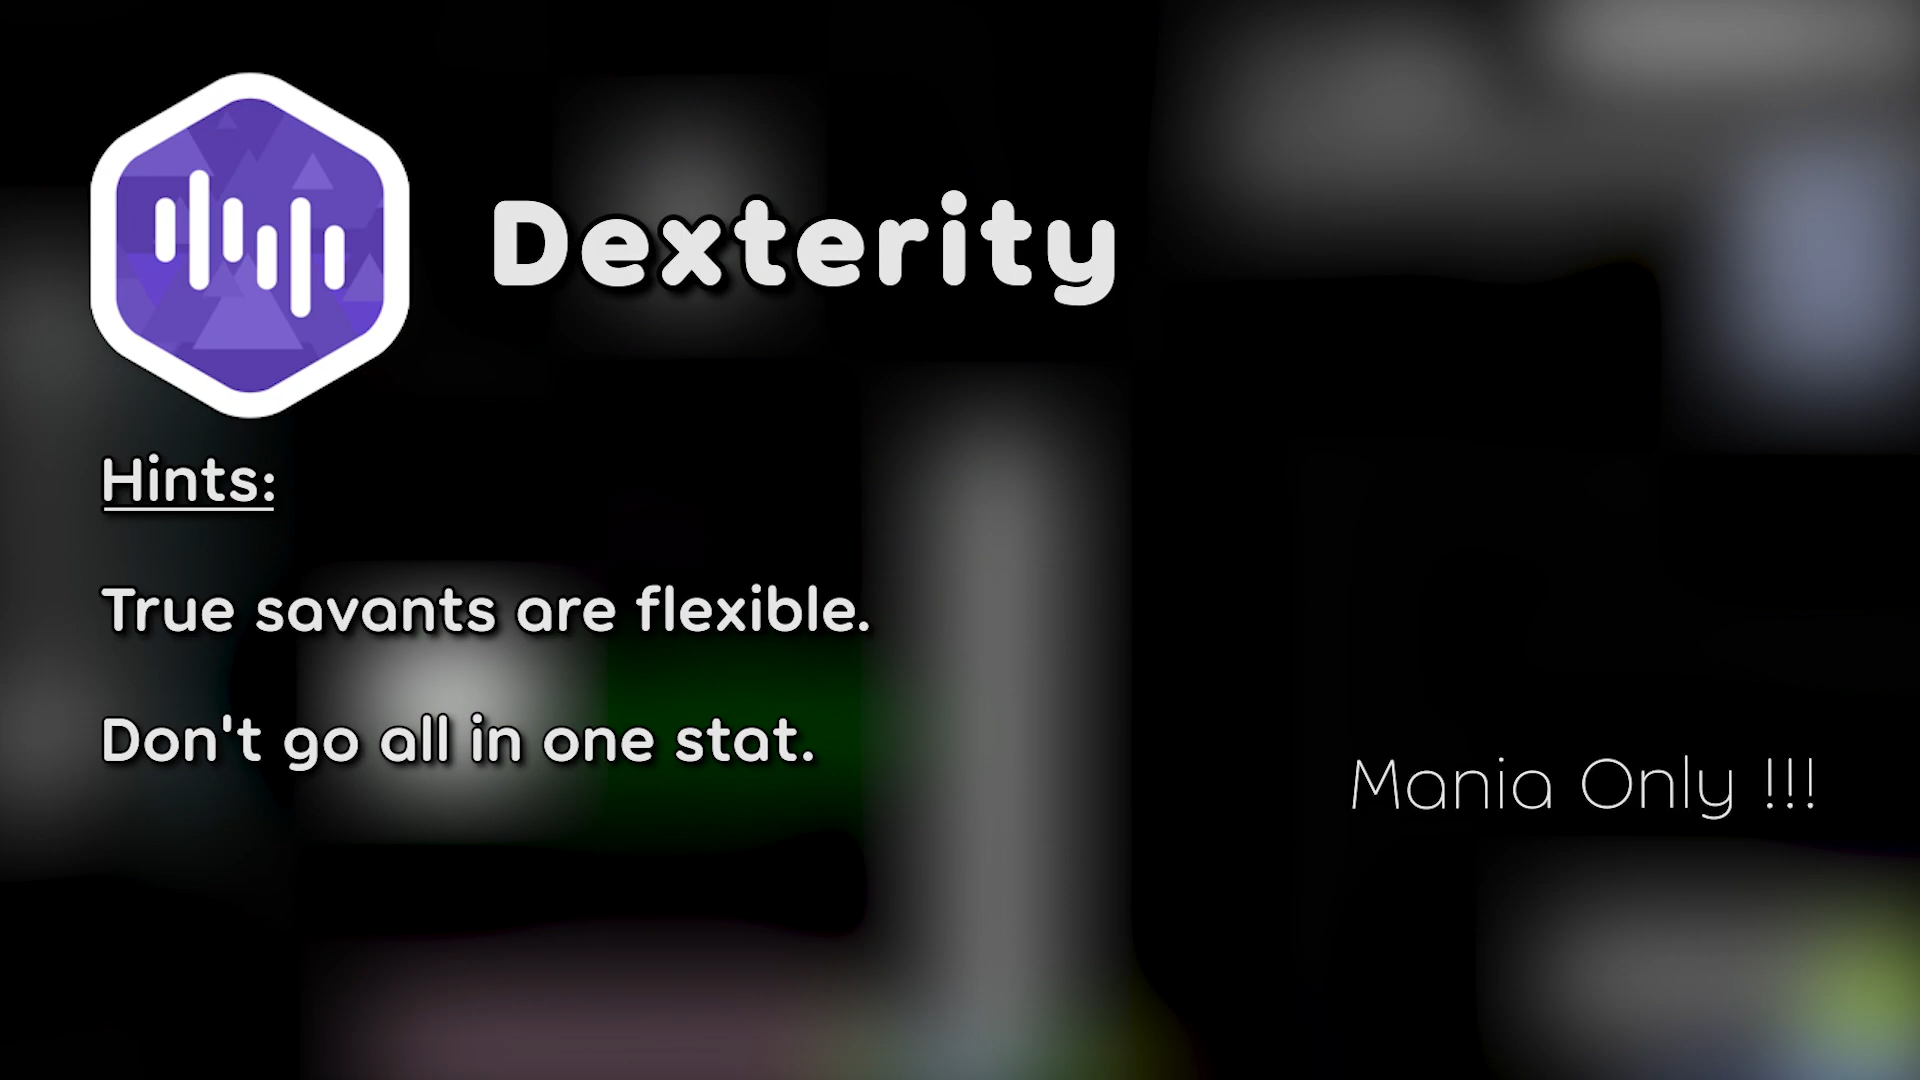 Dexterity
Hints:
True savants are flexible.
Don't go all in one stat.
Mania Only !!!